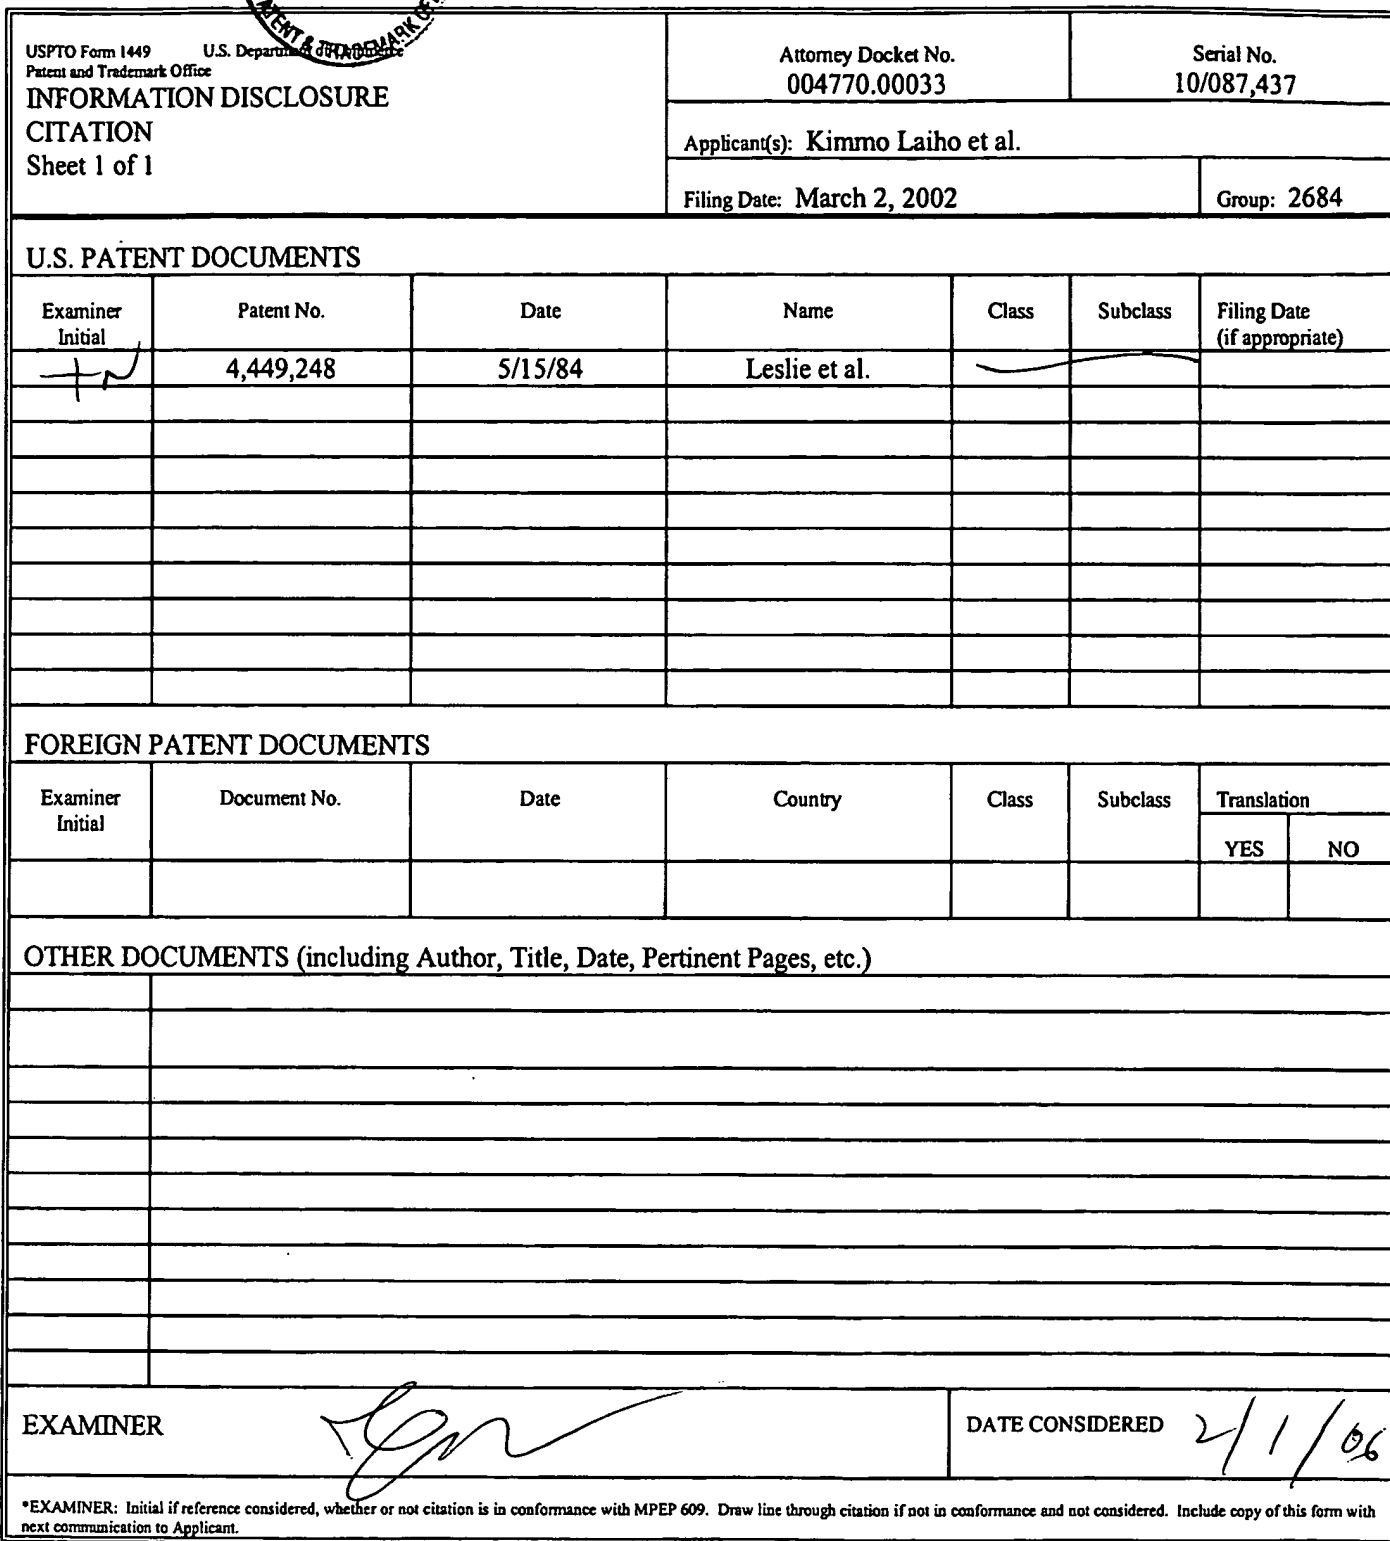 PATENT & TRADEMARK
USPTO Form 1449 U.S. Department of Commerce
Patent and Trademark Office
INFORMATION DISCLOSURE
CITATION
Sheet 1 of 1
Attorney Docket No.
004770.00033
Serial No.
10/087,437
Applicant(s): Kimmo Laiho et al.
Filing Date: March 2, 2002
Group: 2684
U.S. PATENT DOCUMENTS
Examiner Initial Patent No. Date Name Class Subclass Filing Date (if appropriate)
4,449,248 5/15/84 Leslie et al.
FOREIGN PATENT DOCUMENTS
Examiner Initial Document No. Date Country Class Subclass Translation
YES NO
OTHER DOCUMENTS (including Author, Title, Date, Pertinent Pages, etc.)
EXAMINER
DATE CONSIDERED 2/1/06
*EXAMINER: Initial if reference considered, whether or not citation is in conformance with MPEP 609. Draw line through citation if not in conformance and not considered. Include copy of this form with
next communication to Applicant.